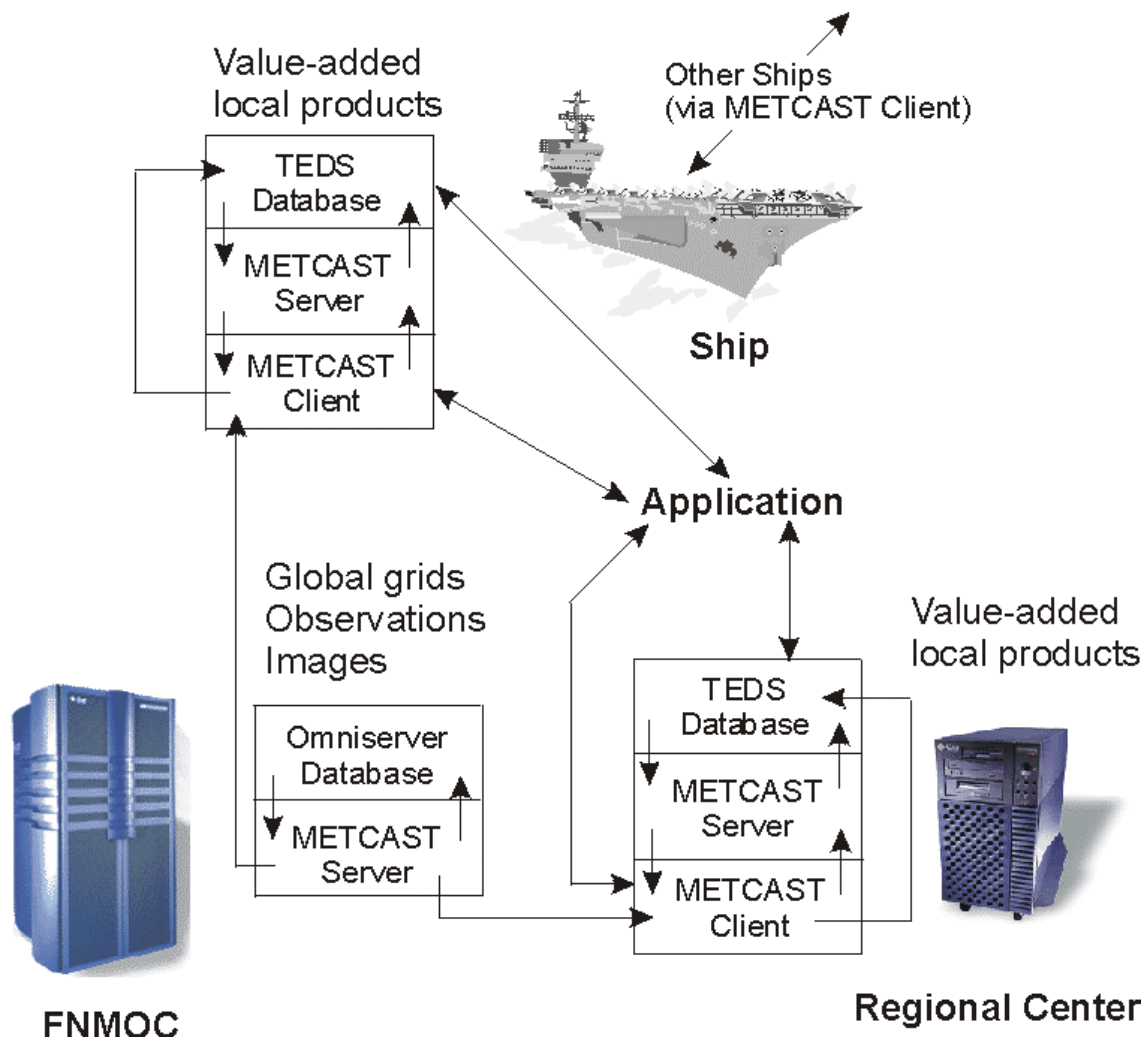 Value-added
local products
TEDS
Database
METCAST
Server
METCAST
Client
Other Ships
(via METCAST Client)
Ship
Application
Global grids
Observations
Images
Omniserver
Database
METCAST
Server
FNMOC
Value-added
local products
TEDS
Database
METCAST
Server
METCAST
Client
Regional Center